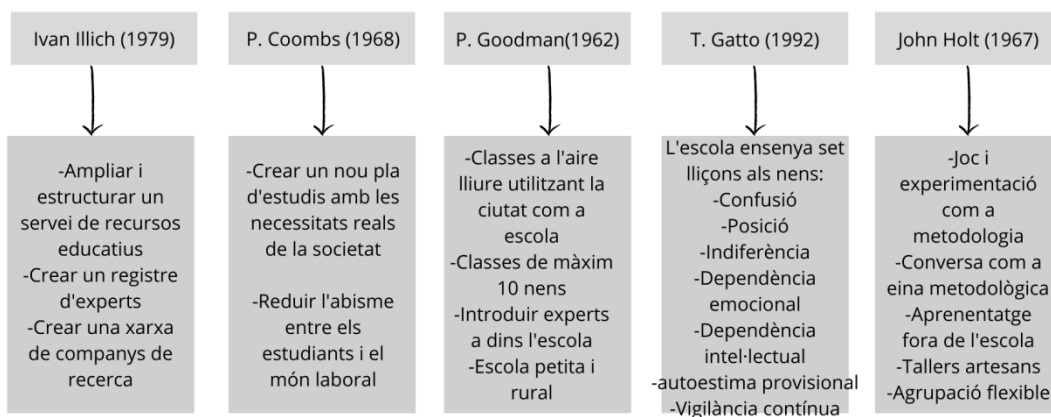 Ivan Illich (1979)
-Ampliar i
estructurar un
servei de recursos
educatius
-Crear un registre
d'experts
-Crear una xarxa
de companys de
recerca
P. Coombs (1968)
-Crear un nou pla
d'estudis amb les
necessitats reals
de la societat
-Reduir l'abisme
entre els
estudiants i el
món laboral
P. Goodman(1962)
-Classes a l'aire
lliure utilitzant la
ciutat com a
escola
-Classes de màxim
10 nens
-Introduir experts
a dins l'escola
-Escola petita i
rural
T. Gatto (1992)
L'escola ensenya set
lliçons als nens:
-Confusió
-Posició
-Indiferència
-Dependència
emocional
-Dependència
intel·lectual
-autoestima provisional
-Vigilància contínua
John Holt (1967)
-Joc i
experimentació
com a
metodologia
-Conversa com a
eina metodològica
-Aprenentatge
fora de l'escola
-Tallers artesans
-Agrupació flexible